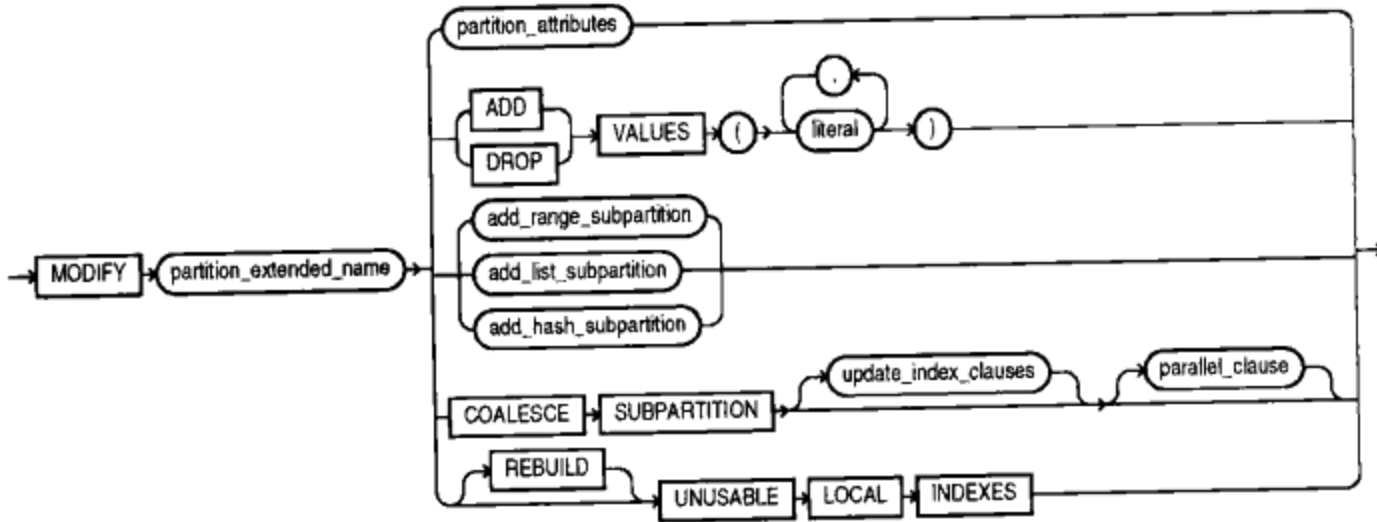 partition_attributes
ADD
DROP
VALUES ( literal , )
MODIFY partition_extended_name
add_range_subpartition
add_list_subpartition
add_hash_subpartition
COALESCE SUBPARTITION update_index_clauses parallel_clause
REBUILD
UNUSABLE LOCAL INDEXES